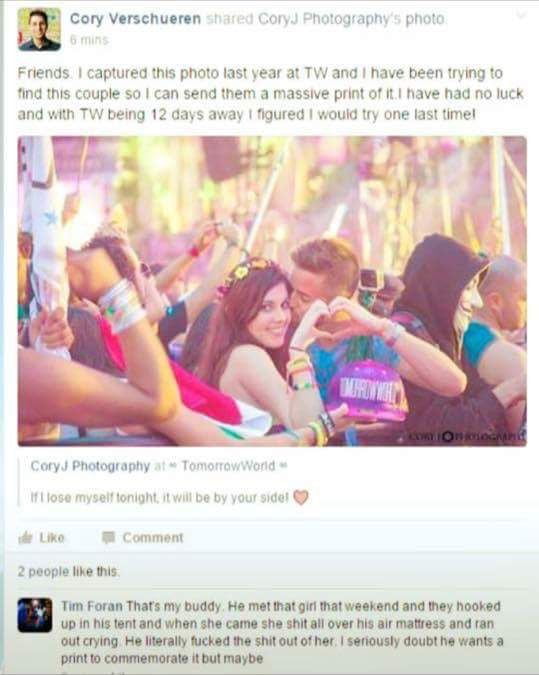 Cory Verschueren shared CoryJ Photography's photo.
6 mins
Friends. I captured this photo last year at TW and I have been trying to
find this couple so I can send them a massive print of it.I have had no luck
and with TW being 12 days away I figured I would try one last time!
TOMORROWWORLD
CORY J PHOTOGRAPHY
CoryJ Photography at TomorrowWorld
If I lose myself tonight, it will be by your side!
Like Comment
2 people like this.
Tim Foran That's my buddy. He met that girl that weekend and they hooked
up in his tent and when she came she shit all over his air mattress and ran
out crying. He literally fucked the shit out of her. I seriously doubt he wants a
print to commemorate it but maybe